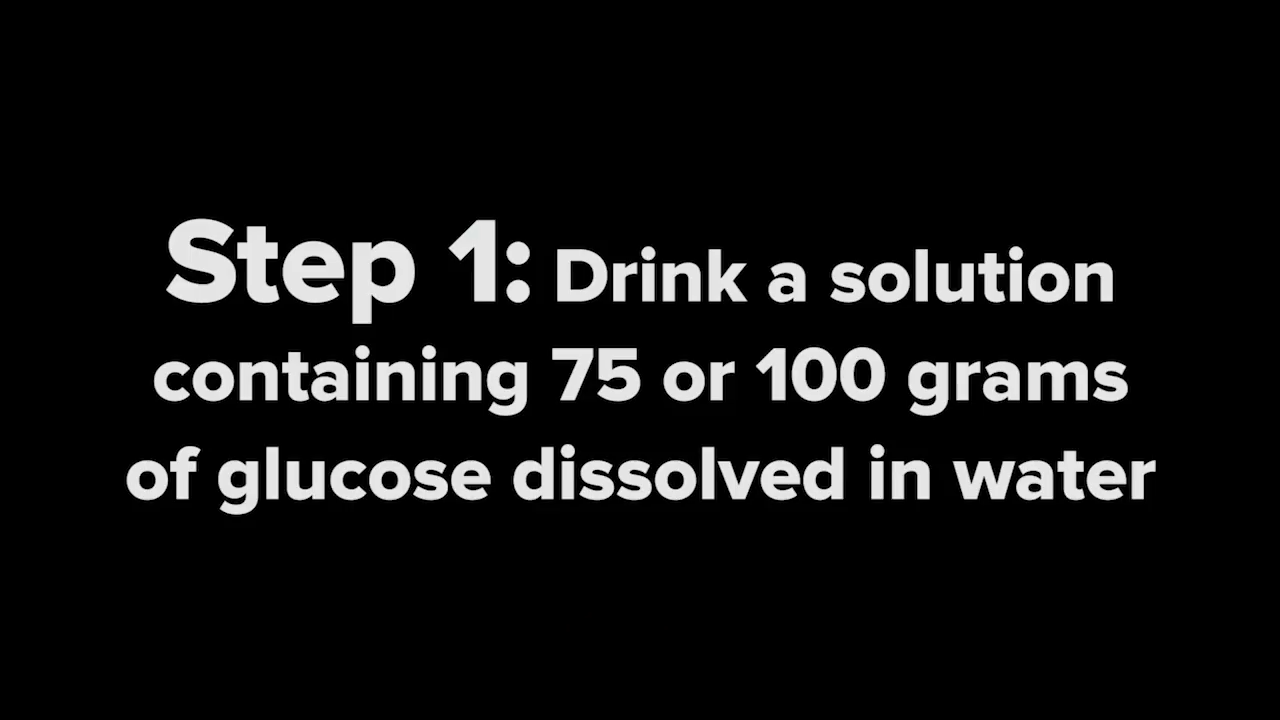 Step 1: Drink a solution
containing 75 or 100 grams
of glucose dissolved in water